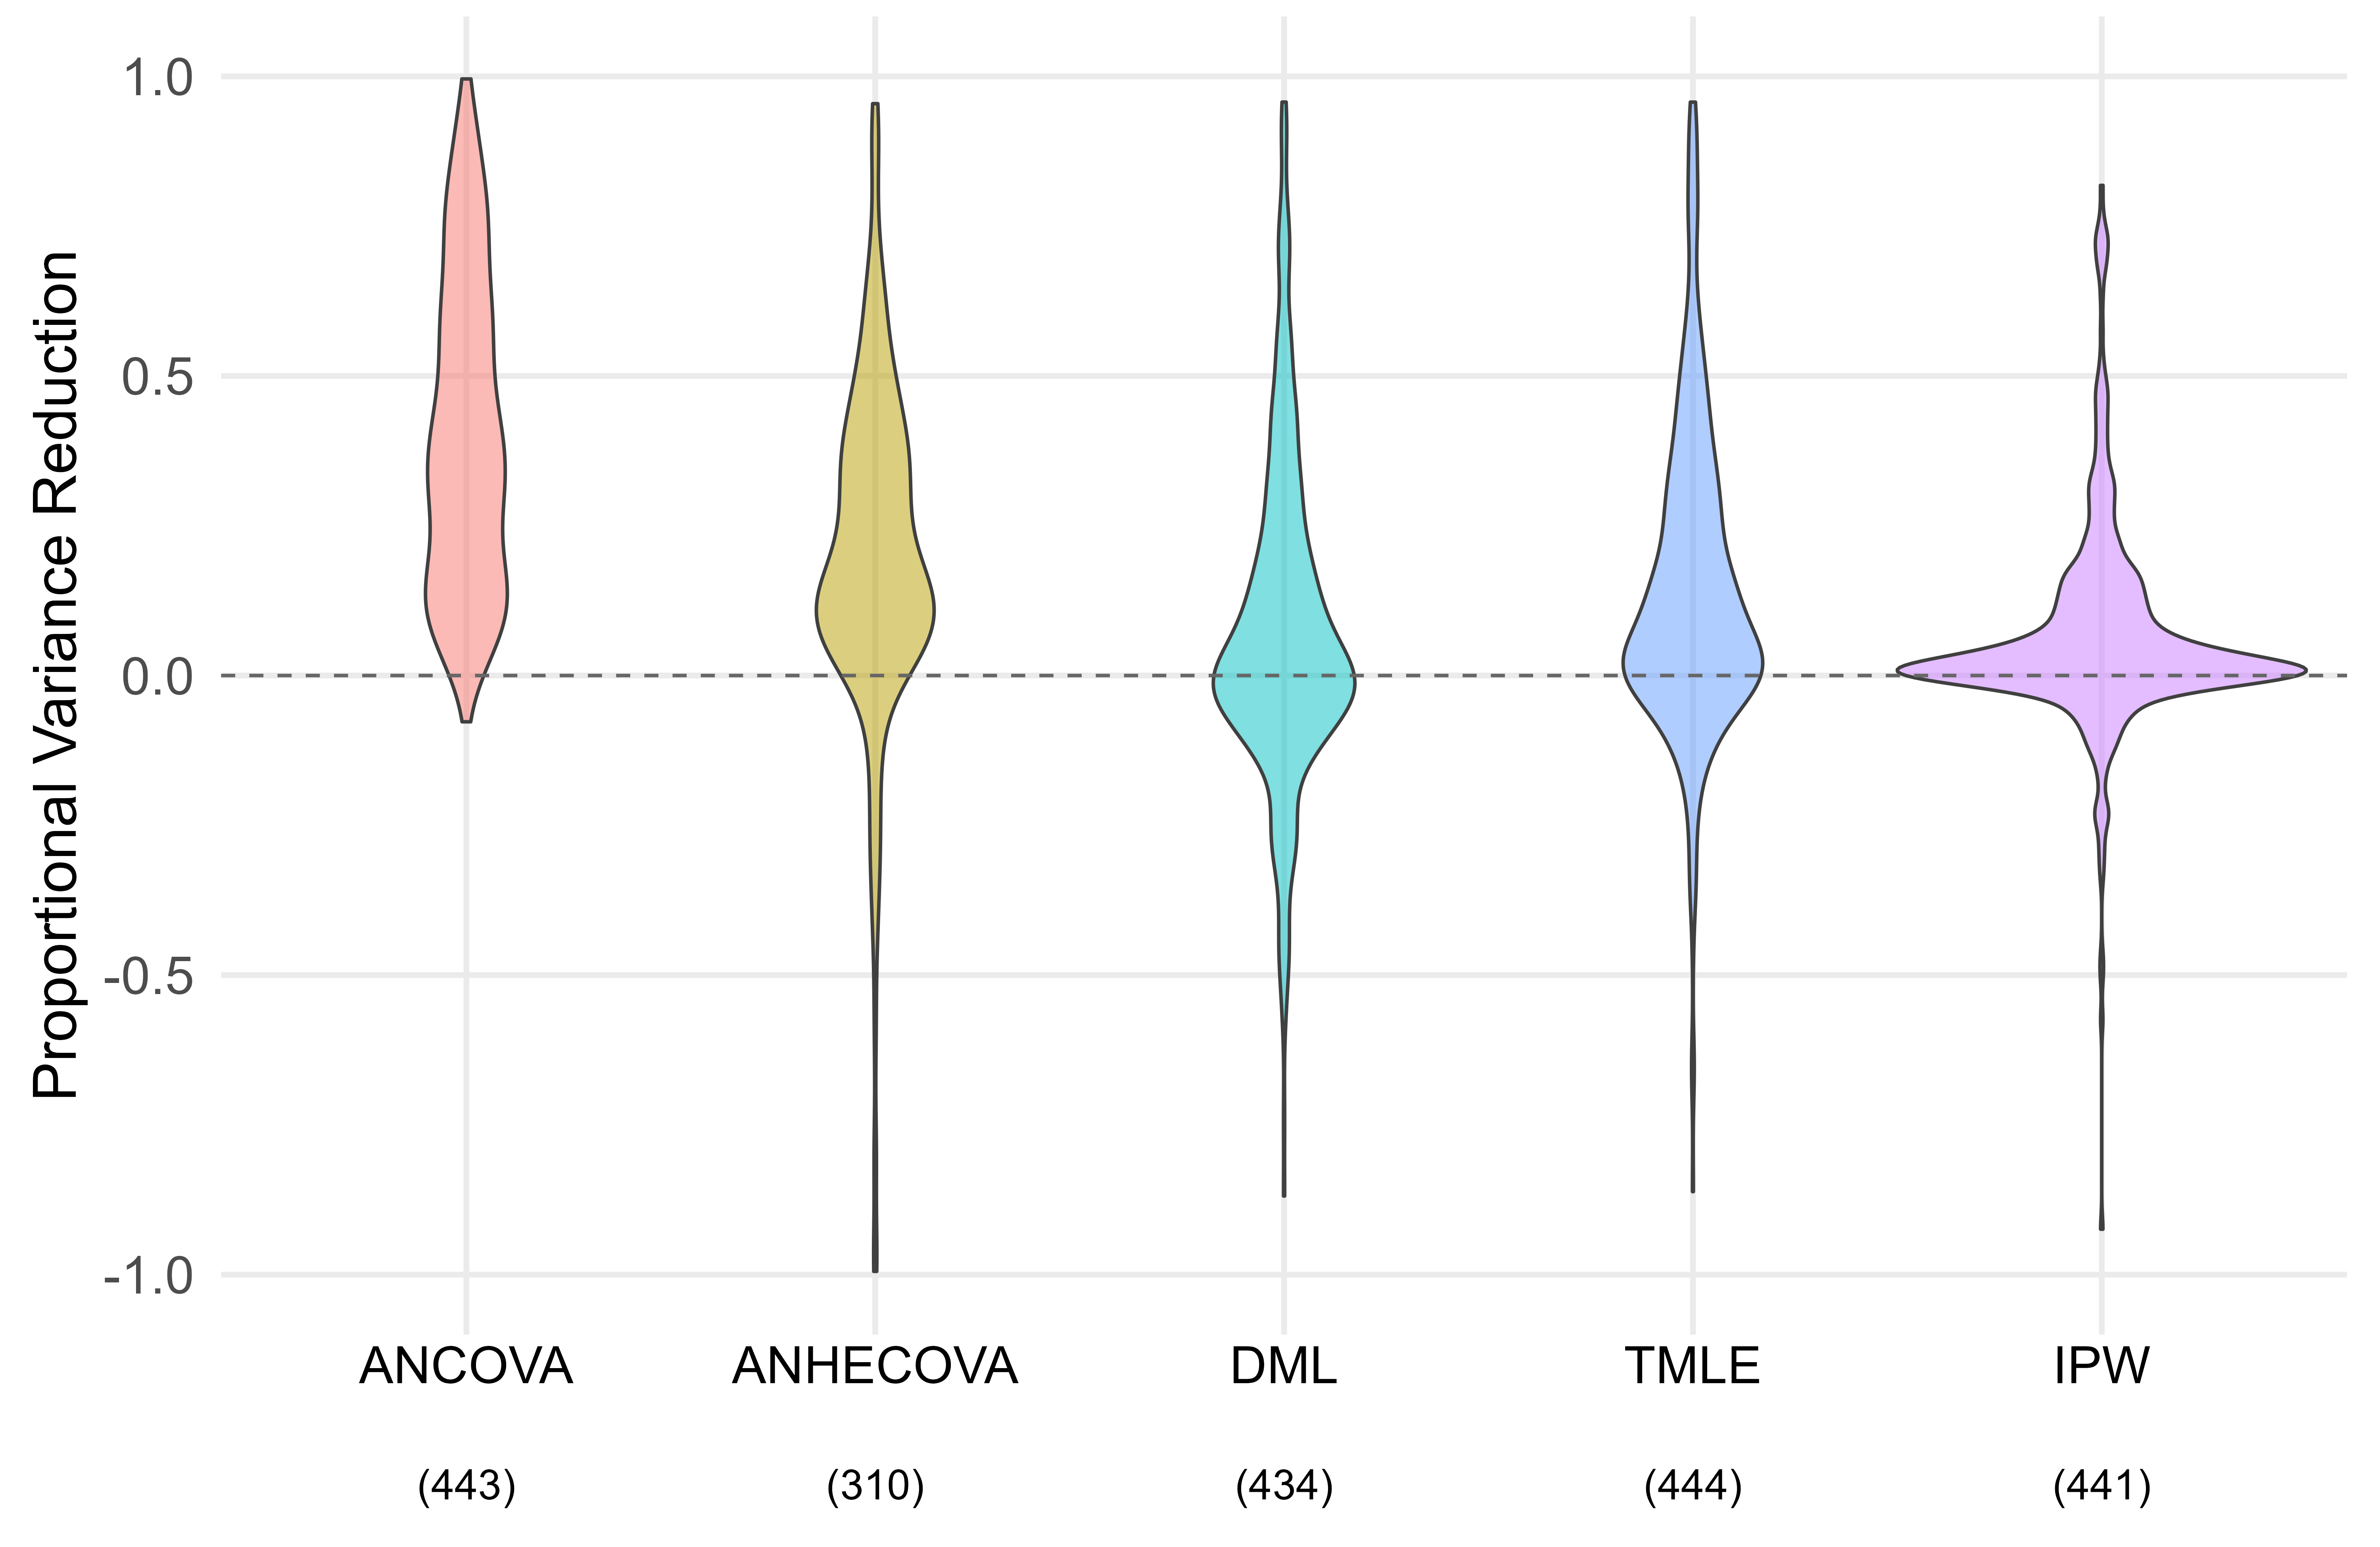 Proportional Variance Reduction
1.0
0.5
0.0
-0.5
-1.0
ANCOVA ANHECOVA DML TMLE IPW
(443) (310) (434) (444) (441)